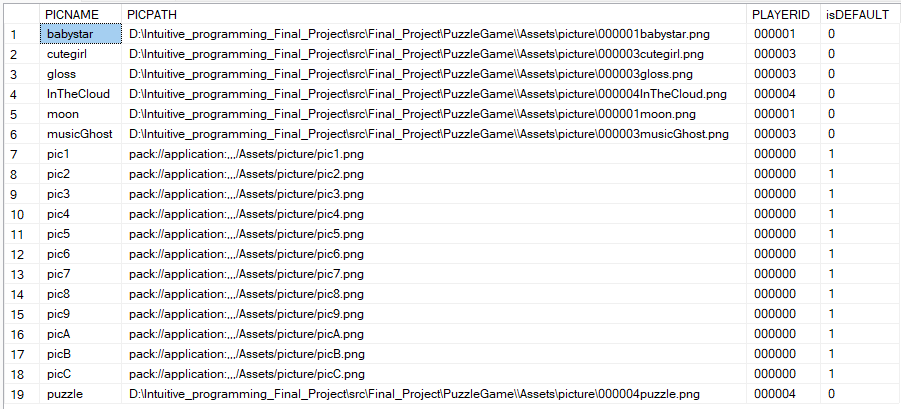 PICNAME PICPATH PLAYERID isDEFAULT
1 babystar D:\Intuitive_programming_Final_Project\src\Final_Project\PuzzleGame\\Assets\picture\000001babystar.png 000001 0
2 cutegirl D:\Intuitive_programming_Final_Project\src\Final_Project\PuzzleGame\\Assets\picture\000003cutegirl.png 000003 0
3 gloss D:\Intuitive_programming_Final_Project\src\Final_Project\PuzzleGame\\Assets\picture\000003gloss.png 000003 0
4 InTheCloud D:\Intuitive_programming_Final_Project\src\Final_Project\PuzzleGame\\Assets\picture\000004InTheCloud.png 000004 0
5 moon D:\Intuitive_programming_Final_Project\src\Final_Project\PuzzleGame\\Assets\picture\000001moon.png 000001 0
6 musicGhost D:\Intuitive_programming_Final_Project\src\Final_Project\PuzzleGame\\Assets\picture\000003musicGhost.png 000003 0
7 pic1 pack://application:,,,/Assets/picture/pic1.png 000000 1
8 pic2 pack://application:,,,/Assets/picture/pic2.png 000000 1
9 pic3 pack://application:,,,/Assets/picture/pic3.png 000000 1
10 pic4 pack://application:,,,/Assets/picture/pic4.png 000000 1
11 pic5 pack://application:,,,/Assets/picture/pic5.png 000000 1
12 pic6 pack://application:,,,/Assets/picture/pic6.png 000000 1
13 pic7 pack://application:,,,/Assets/picture/pic7.png 000000 1
14 pic8 pack://application:,,,/Assets/picture/pic8.png 000000 1
15 pic9 pack://application:,,,/Assets/picture/pic9.png 000000 1
16 picA pack://application:,,,/Assets/picture/picA.png 000000 1
17 picB pack://application:,,,/Assets/picture/picB.png 000000 1
18 picC pack://application:,,,/Assets/picture/picC.png 000000 1
19 puzzle D:\Intuitive_programming_Final_Project\src\Final_Project\PuzzleGame\\Assets\picture\000004puzzle.png 000004 0